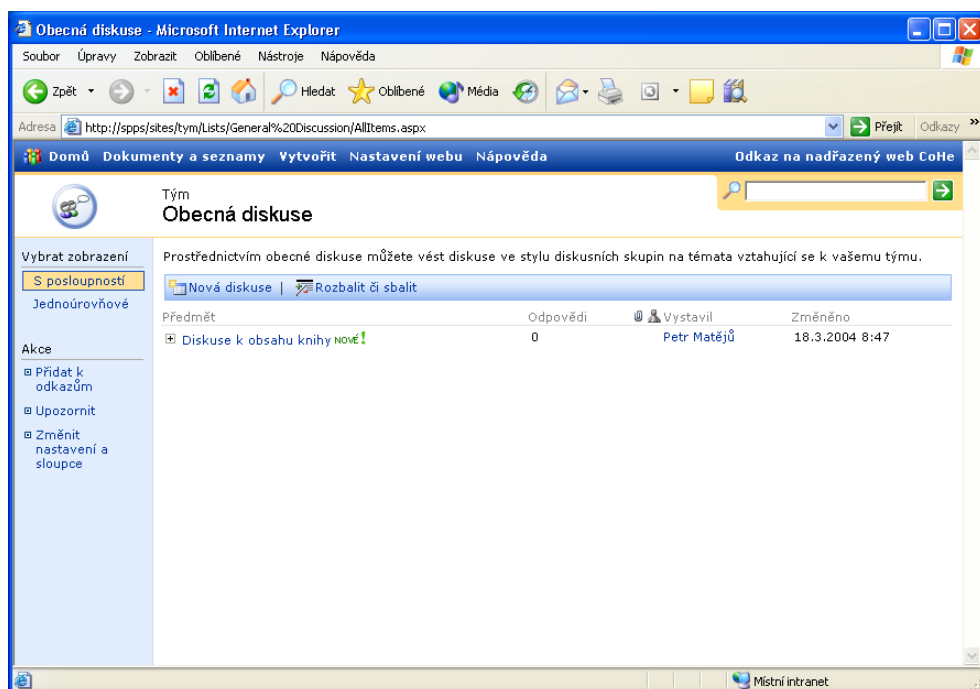 Obecná diskuse - Microsoft Internet Explorer
Soubor Úpravy Zobrazit Oblíbené Nástroje Nápověda
Zpět Hledat Oblíbené Média
Adresa http://spps/sites/tym/Lists/General%20Discussion/AllItems.aspx Přejít Odkazy »
Domů Dokumenty a seznamy Vytvořit Nastavení webu Nápověda Odkaz na nadřazený web CoHe
Tým
Obecná diskuse
Vybrat zobrazení
S posloupností
Jednoúrovňové
Akce
Přidat k
odkazům
Upozornit
Změnit
nastavení a
sloupce
Prostřednictvím obecné diskuse můžete vést diskuse ve stylu diskusních skupin na témata vztahující se k vašemu týmu.
Nová diskuse | Rozbalit či sbalit
Předmět Odpovědi Vystavil Změněno
Diskuse k obsahu knihy NOVÉ! 0 Petr Matějů 18.3.2004 8:47
Místní intranet